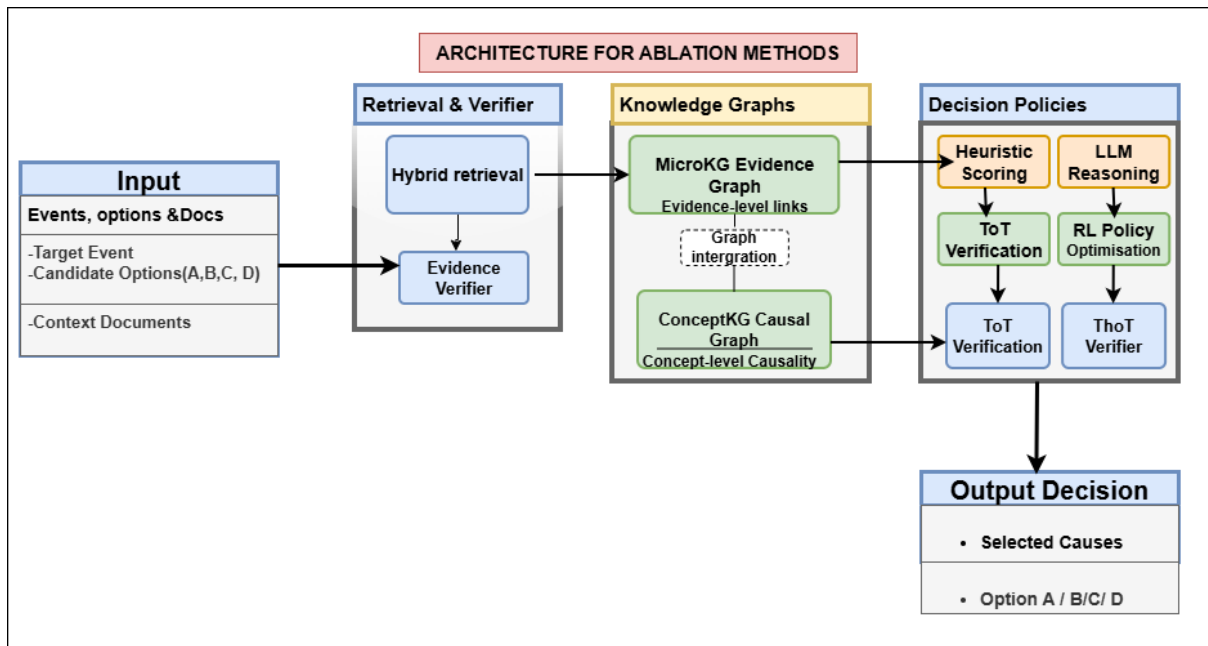 ARCHITECTURE FOR ABLATION METHODS
Input
Events, options &Docs
-Target Event
-Candidate Options(A,B,C, D)
-Context Documents
Retrieval & Verifier
Hybrid retrieval
Evidence
Verifier
Knowledge Graphs
MicroKG Evidence
Graph
Evidence-level links
Graph
intergration
ConceptKG Causal
Graph
Concept-level Causality
Decision Policies
Heuristic
Scoring
LLM
Reasoning
ToT
Verification
RL Policy
Optimisation
ToT
Verification
ThoT
Verifier
Output Decision
• Selected Causes
• Option A / B/C/ D